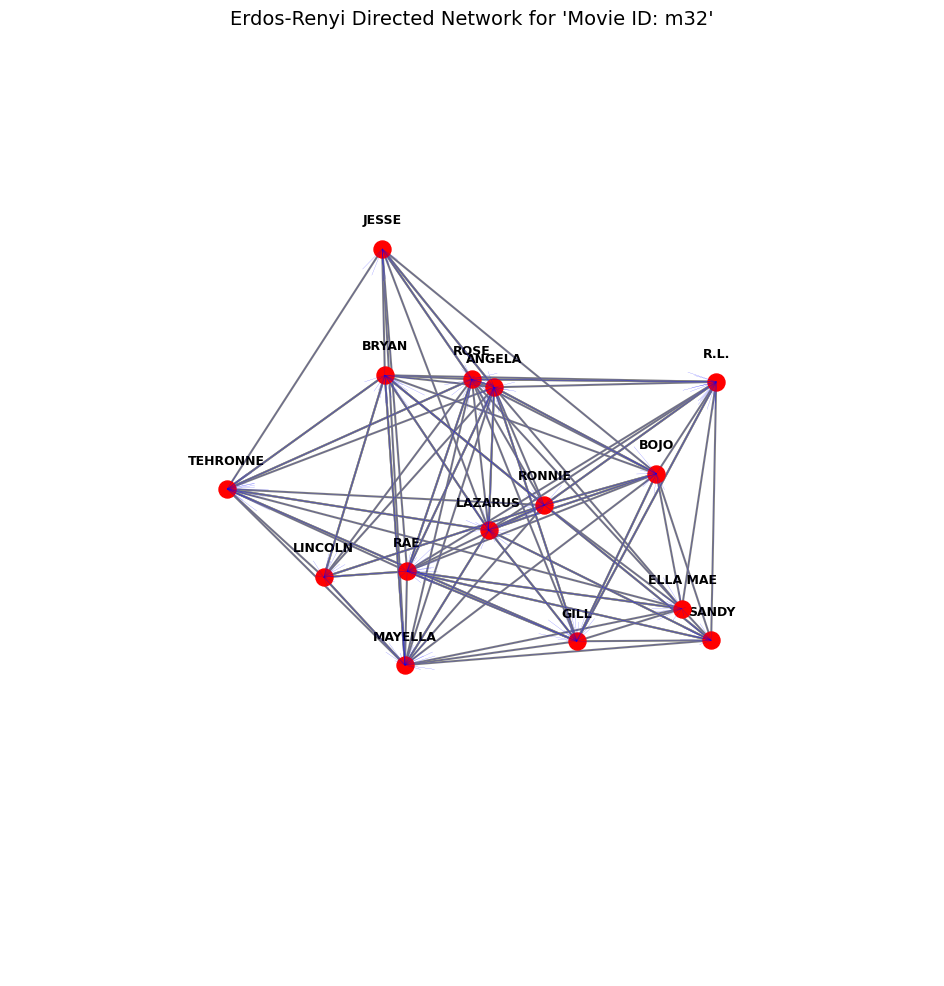 Erdos-Renyi Directed Network for 'Movie ID: m32'
JESSE
BRYAN
ROSE
ANGELA
R.L.
BOJO
TEHRONNE
RONNIE
LAZARUS
LINCOLN
RAE
ELLA MAE
GILL
SANDY
MAYELLA